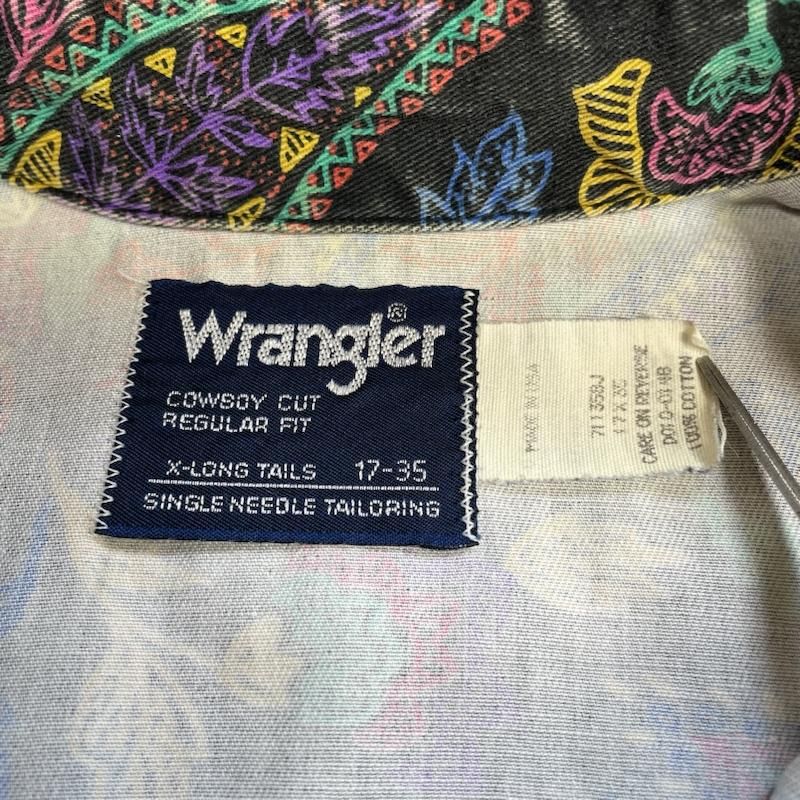 Wrangler®
COWBOY CUT
REGULAR FIT
X-LONG TAILS 17-35
SINGLE NEEDLE TAILORING
MADE IN USA
71135BJ
17 X 35
CARE ON REVERSE
100% COTTON